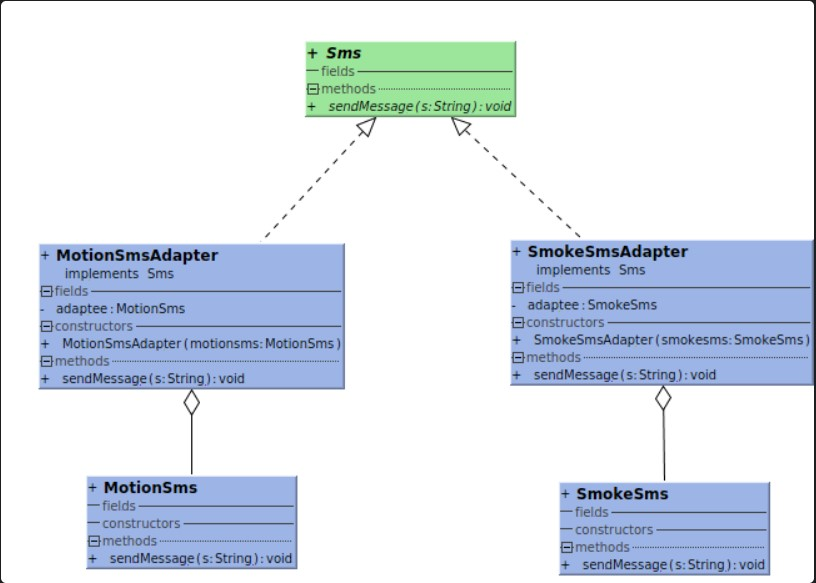 + Sms
fields
methods
+ sendMessage(s:String):void
+ MotionSmsAdapter
implements Sms
fields
- adaptee:MotionSms
constructors
+ MotionSmsAdapter(motionsms:MotionSms)
methods
+ sendMessage(s:String):void
+ SmokeSmsAdapter
implements Sms
fields
- adaptee:SmokeSms
constructors
+ SmokeSmsAdapter(smokesms:SmokeSms)
methods
+ sendMessage(s:String):void
+ MotionSms
fields
constructors
methods
+ sendMessage(s:String):void
+ SmokeSms
fields
constructors
methods
+ sendMessage(s:String):void